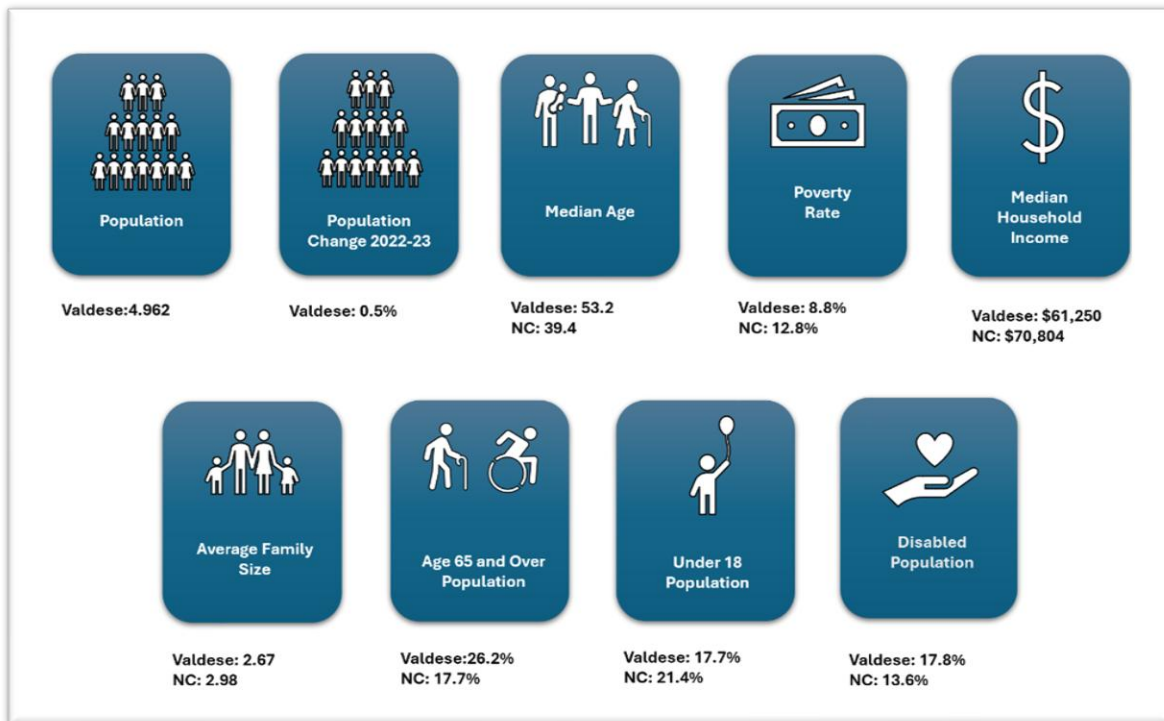 Population
Valdese:4.962
Population
Change 2022-23
Valdese: 0.5%
Median Age
Valdese: 53.2
NC: 39.4
Poverty
Rate
Valdese: 8.8%
NC: 12.8%
Median
Household
Income
Valdese: $61,250
NC: $70,804
Average Family
Size
Valdese: 2.67
NC: 2.98
Age 65 and Over
Population
Valdese:26.2%
NC: 17.7%
Under 18
Population
Valdese: 17.7%
NC: 21.4%
Disabled
Population
Valdese: 17.8%
NC: 13.6%